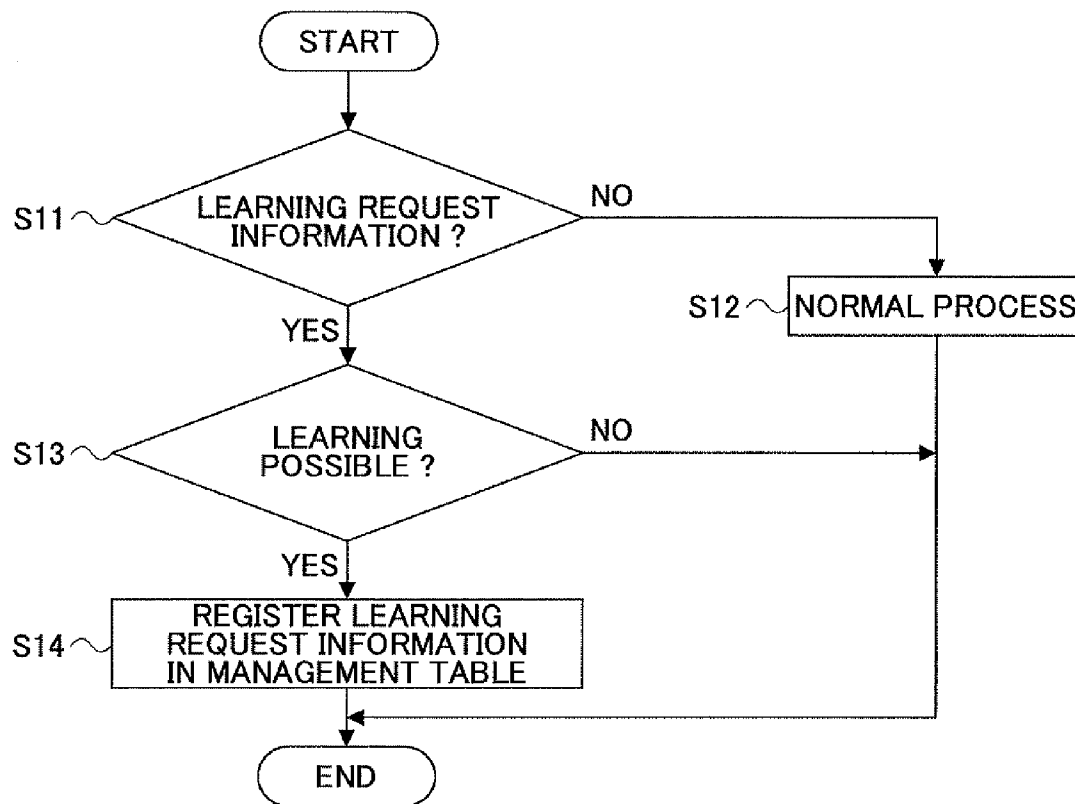 START
S11
LEARNING REQUEST
INFORMATION ?
NO
S12
NORMAL PROCESS
YES
S13
LEARNING
POSSIBLE ?
NO
YES
S14
REGISTER LEARNING
REQUEST INFORMATION
IN MANAGEMENT TABLE
END